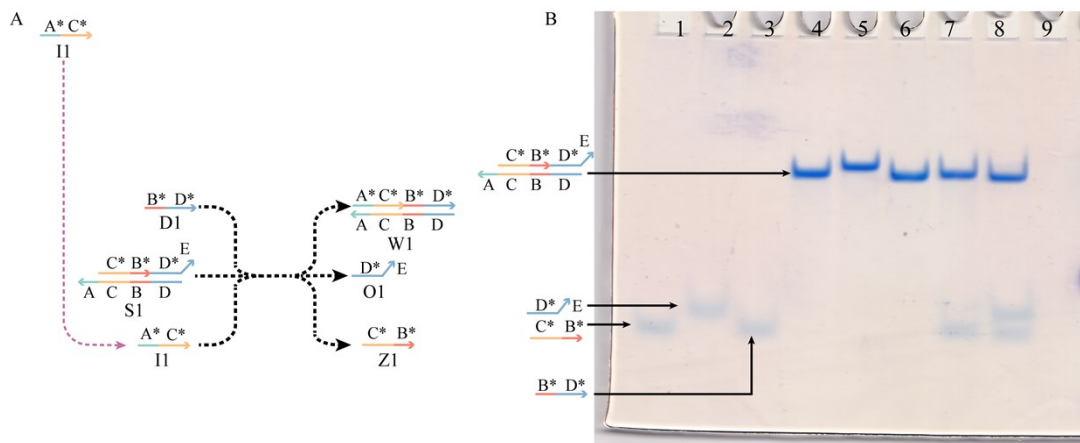 A
A* C*
I1
B* D*
D1
C* B* D* E
A C B D
S1
A* C*
I1
A* C* B* D*
A C B D
W1
D* E
O1
C* B*
Z1
B
1 2 3 4 5 6 7 8 9
E
C* B* D*
A C B D
D* E
C* B*
B* D*